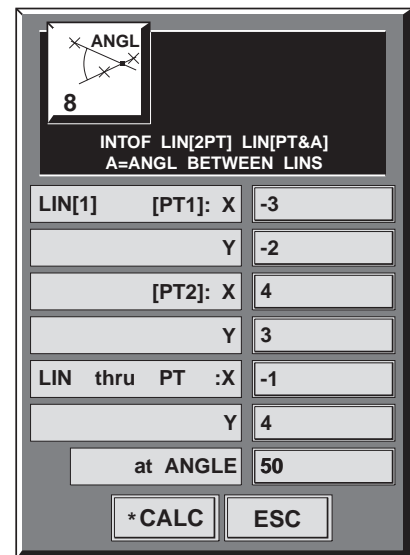 ANGL
8
INTOF LIN[2PT] LIN[PT&A]
A=ANGL BETWEEN LINS
LIN[1] [PT1]: X -3
Y -2
[PT2]: X 4
Y 3
LIN thru PT :X -1
Y 4
at ANGLE 50
*CALC ESC